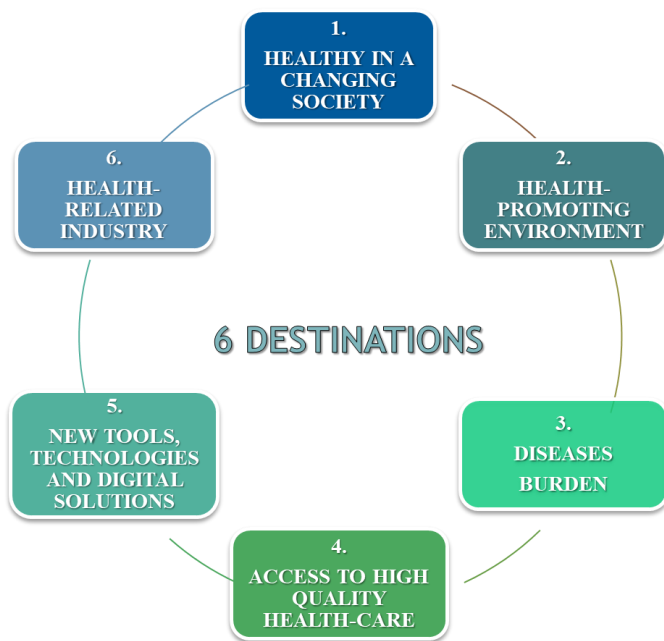 1.
HEALTHY IN A
CHANGING
SOCIETY
2.
HEALTH-
PROMOTING
ENVIRONMENT
3.
DISEASES
BURDEN
4.
ACCESS TO HIGH
QUALITY
HEALTH-CARE
5.
NEW TOOLS,
TECHNOLOGIES
AND DIGITAL
SOLUTIONS
6.
HEALTH-
RELATED
INDUSTRY
6 DESTINATIONS